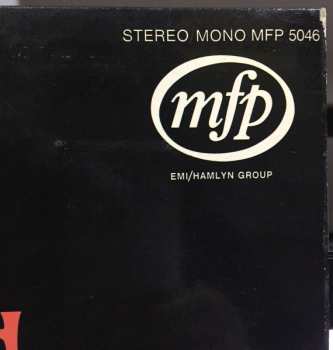 STEREO MONO MFP 5046
mfp
EMI/HAMLYN GROUP